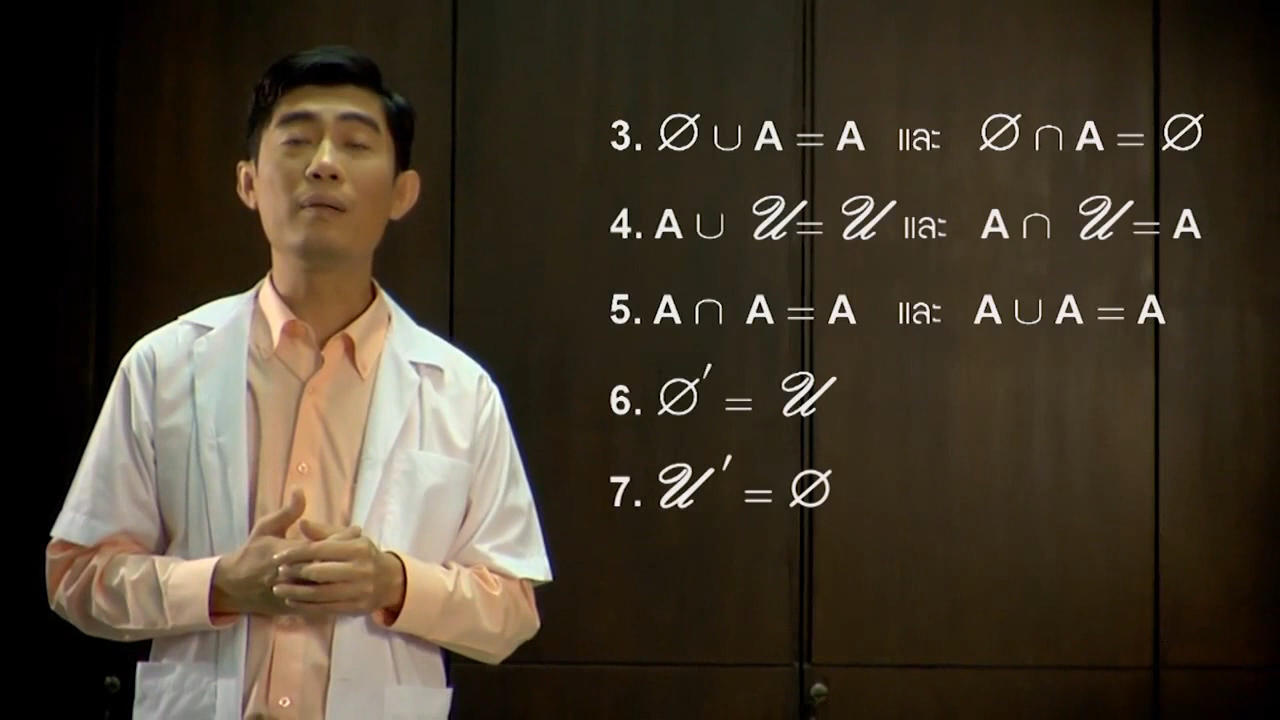 3. ∅ ∪ A = A และ ∅ ∩ A = ∅
4. A ∪ 𝒰 = 𝒰 และ A ∩ 𝒰 = A
5. A ∩ A = A และ A ∪ A = A
6. ∅′ = 𝒰
7. 𝒰′ = ∅